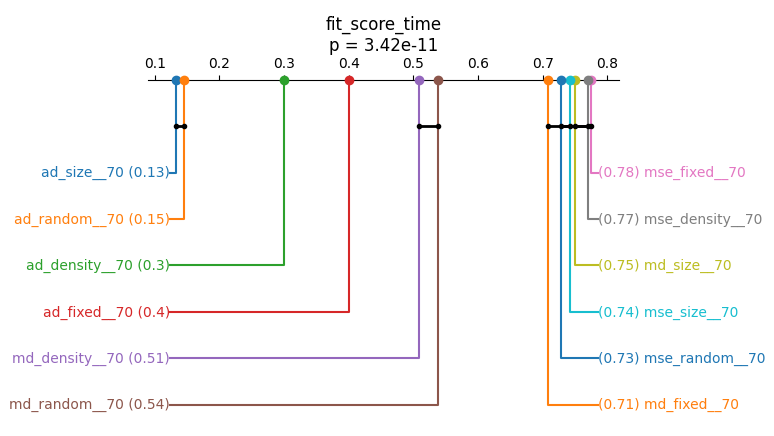 fit_score_time
p = 3.42e-11
0.1 0.2 0.3 0.4 0.5 0.6 0.7 0.8
ad_size__70 (0.13)
(0.78) mse_fixed__70
ad_random__70 (0.15)
(0.77) mse_density__70
ad_density__70 (0.3)
(0.75) md_size__70
ad_fixed__70 (0.4)
(0.74) mse_size__70
md_density__70 (0.51)
(0.73) mse_random__70
md_random__70 (0.54)
(0.71) md_fixed__70